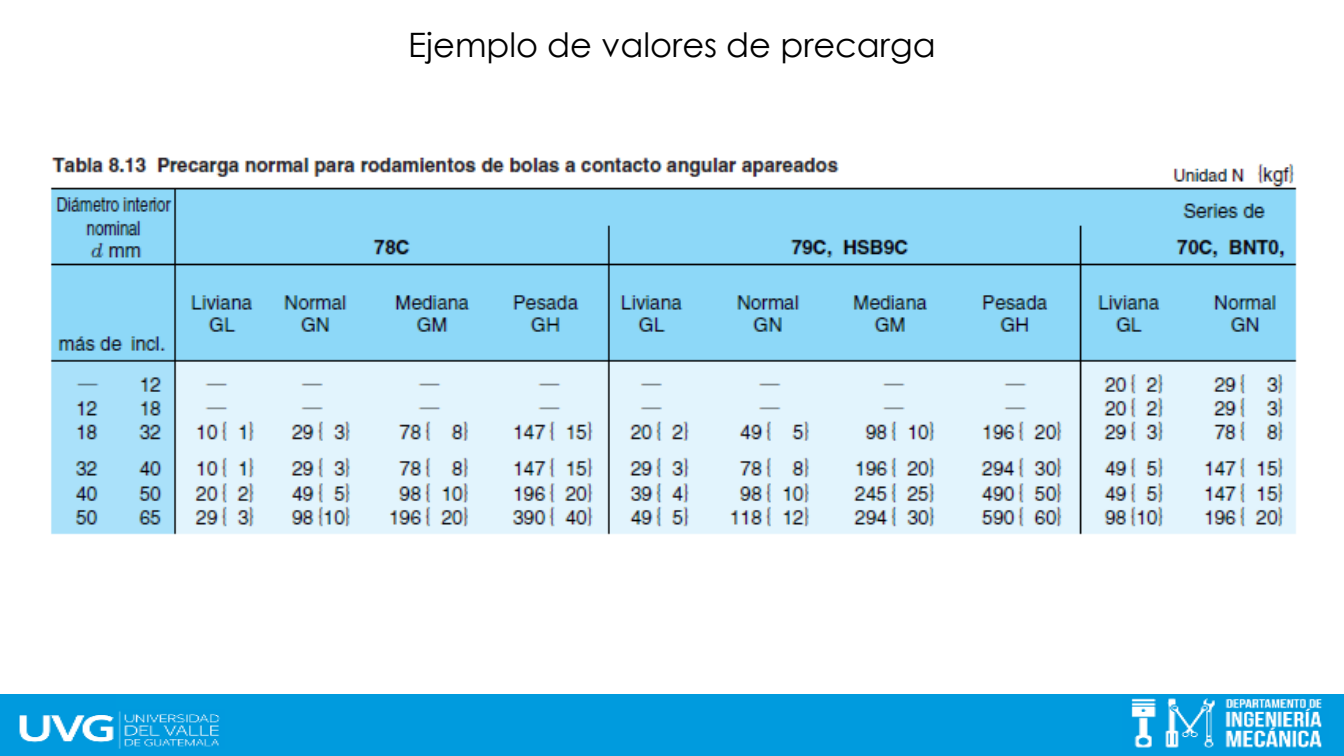 Ejemplo de valores de precarga
Tabla 8.13 Precarga normal para rodamientos de bolas a contacto angular apareados
Unidad N {kgf}
Diámetro interior
nominal
d mm
Series de
78C 79C, HSB9C 70C, BNT0,
Liviana Normal Mediana Pesada Liviana Normal Mediana Pesada Liviana Normal
GL GN GM GH GL GN GM GH GL GN
más de incl.
— 12 — — — — — — — — 20{ 2} 29{ 3}
12 18 — — — — — — — — 20{ 2} 29{ 3}
18 32 10{ 1} 29{ 3} 78{ 8} 147{ 15} 20{ 2} 49{ 5} 98{ 10} 196{ 20} 29{ 3} 78{ 8}
32 40 10{ 1} 29{ 3} 78{ 8} 147{ 15} 29{ 3} 78{ 8} 196{ 20} 294{ 30} 49{ 5} 147{ 15}
40 50 20{ 2} 49{ 5} 98{ 10} 196{ 20} 39{ 4} 98{ 10} 245{ 25} 490{ 50} 49{ 5} 147{ 15}
50 65 29{ 3} 98{10} 196{ 20} 390{ 40} 49{ 5} 118{ 12} 294{ 30} 590{ 60} 98{10} 196{ 20}
UVG
UNIVERSIDAD
DEL VALLE
DE GUATEMALA
DEPARTAMENTO DE
INGENIERÍA
MECÁNICA